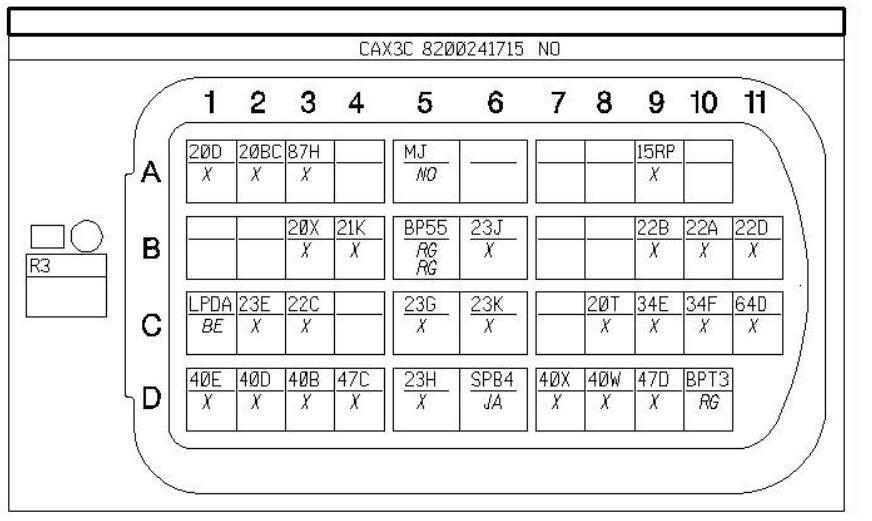 CAX3C 8200241715 NO
1 2 3 4 5 6 7 8 9 10 11
A
20D 20BC 87H MJ 15RP
X X X NO X
B
20X 21K BP55 23J 22B 22A 22D
X X RG X X X X
RG
R3
C
LPDA 23E 22C 23G 23K 20T 34E 34F 64D
BE X X X X X X X X
D
40E 40D 40B 47C 23H SPB4 40X 40W 47D BPT3
X X X X X JA X X X RG